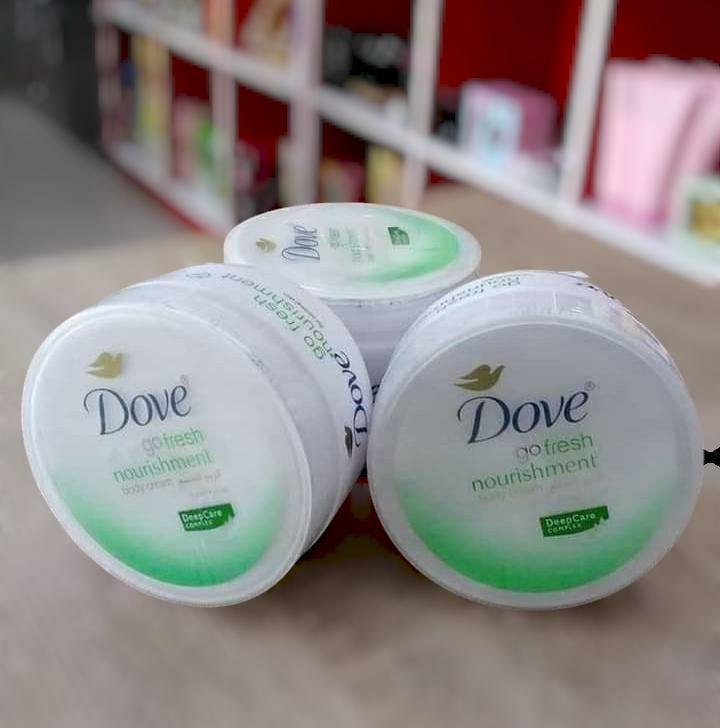 Dove
Dove®
go fresh
nourishment
body cream
DeepCare
COMPLEX
go fresh
nourishment
Dove
Dove®
go fresh
nourishment
body cream
DeepCare
COMPLEX